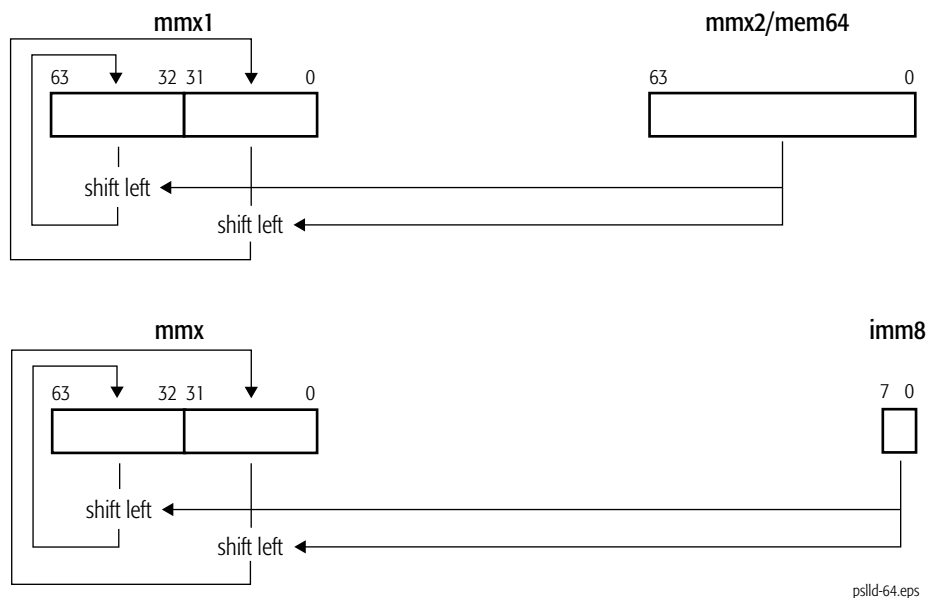 mmx1 mmx2/mem64
63 32 31 0 63 0
shift left
shift left
mmx imm8
63 32 31 0 7 0
shift left
shift left
pslld-64.eps